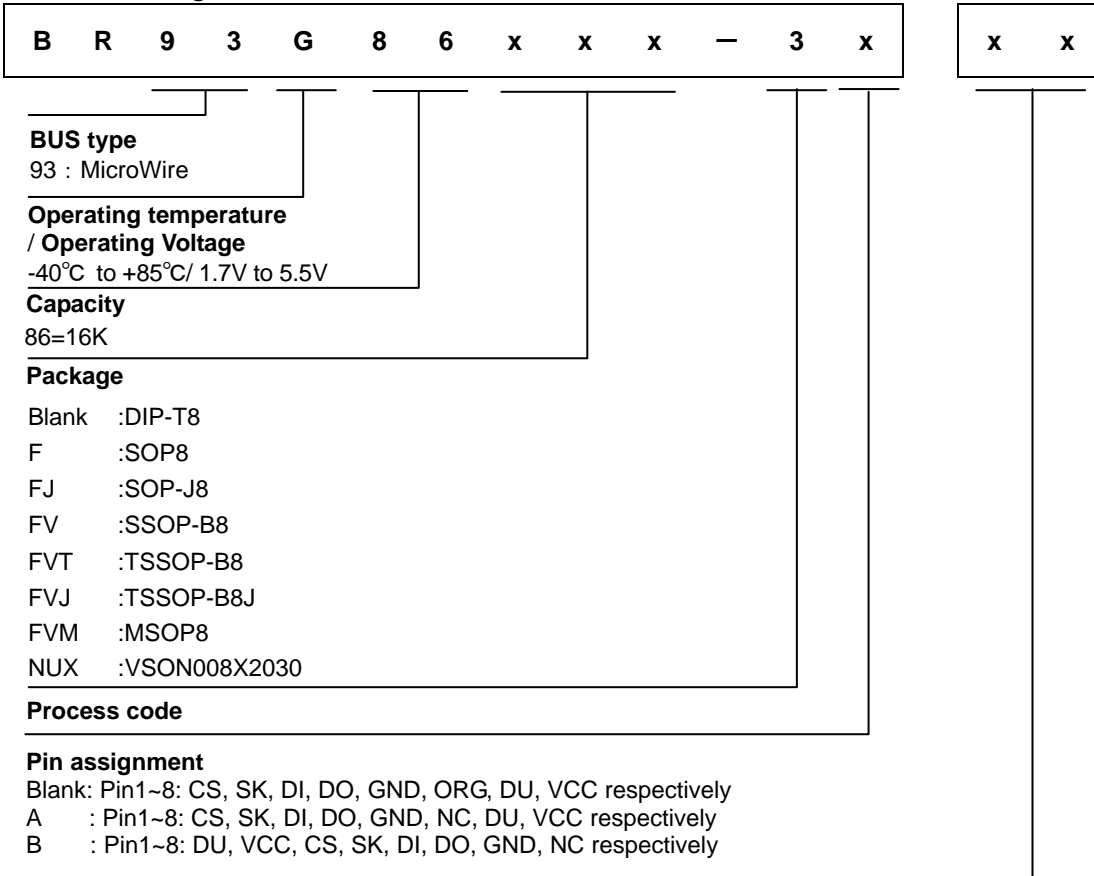 B R 9 3 G 8 6 x x x － 3 x x x
BUS type
93：MicroWire
Operating temperature
/ Operating Voltage
-40℃ to +85℃/ 1.7V to 5.5V
Capacity
86=16K
Package
Blank :DIP-T8
F :SOP8
FJ :SOP-J8
FV :SSOP-B8
FVT :TSSOP-B8
FVJ :TSSOP-B8J
FVM :MSOP8
NUX :VSON008X2030
Process code
Pin assignment
Blank: Pin1~8: CS, SK, DI, DO, GND, ORG, DU, VCC respectively
A : Pin1~8: CS, SK, DI, DO, GND, NC, DU, VCC respectively
B : Pin1~8: DU, VCC, CS, SK, DI, DO, GND, NC respectively